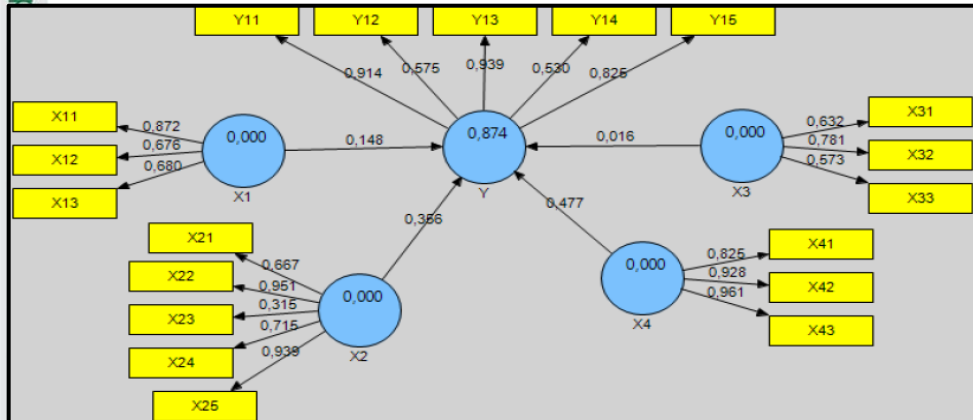 Y11 Y12 Y13 Y14 Y15
0,914 0,575 0,939 0,530 0,825
X11
X12
X13
0,872
0,676
0,680
0,000
X1
0,148
0,874
Y
0,016
0,000
X3
0,632
0,781
0,573
X31
X32
X33
X21
X22
X23
X24
X25
0,667
0,951
0,315
0,715
0,939
0,000
X2
0,356
0,477
0,000
X4
0,825
0,928
0,961
X41
X42
X43